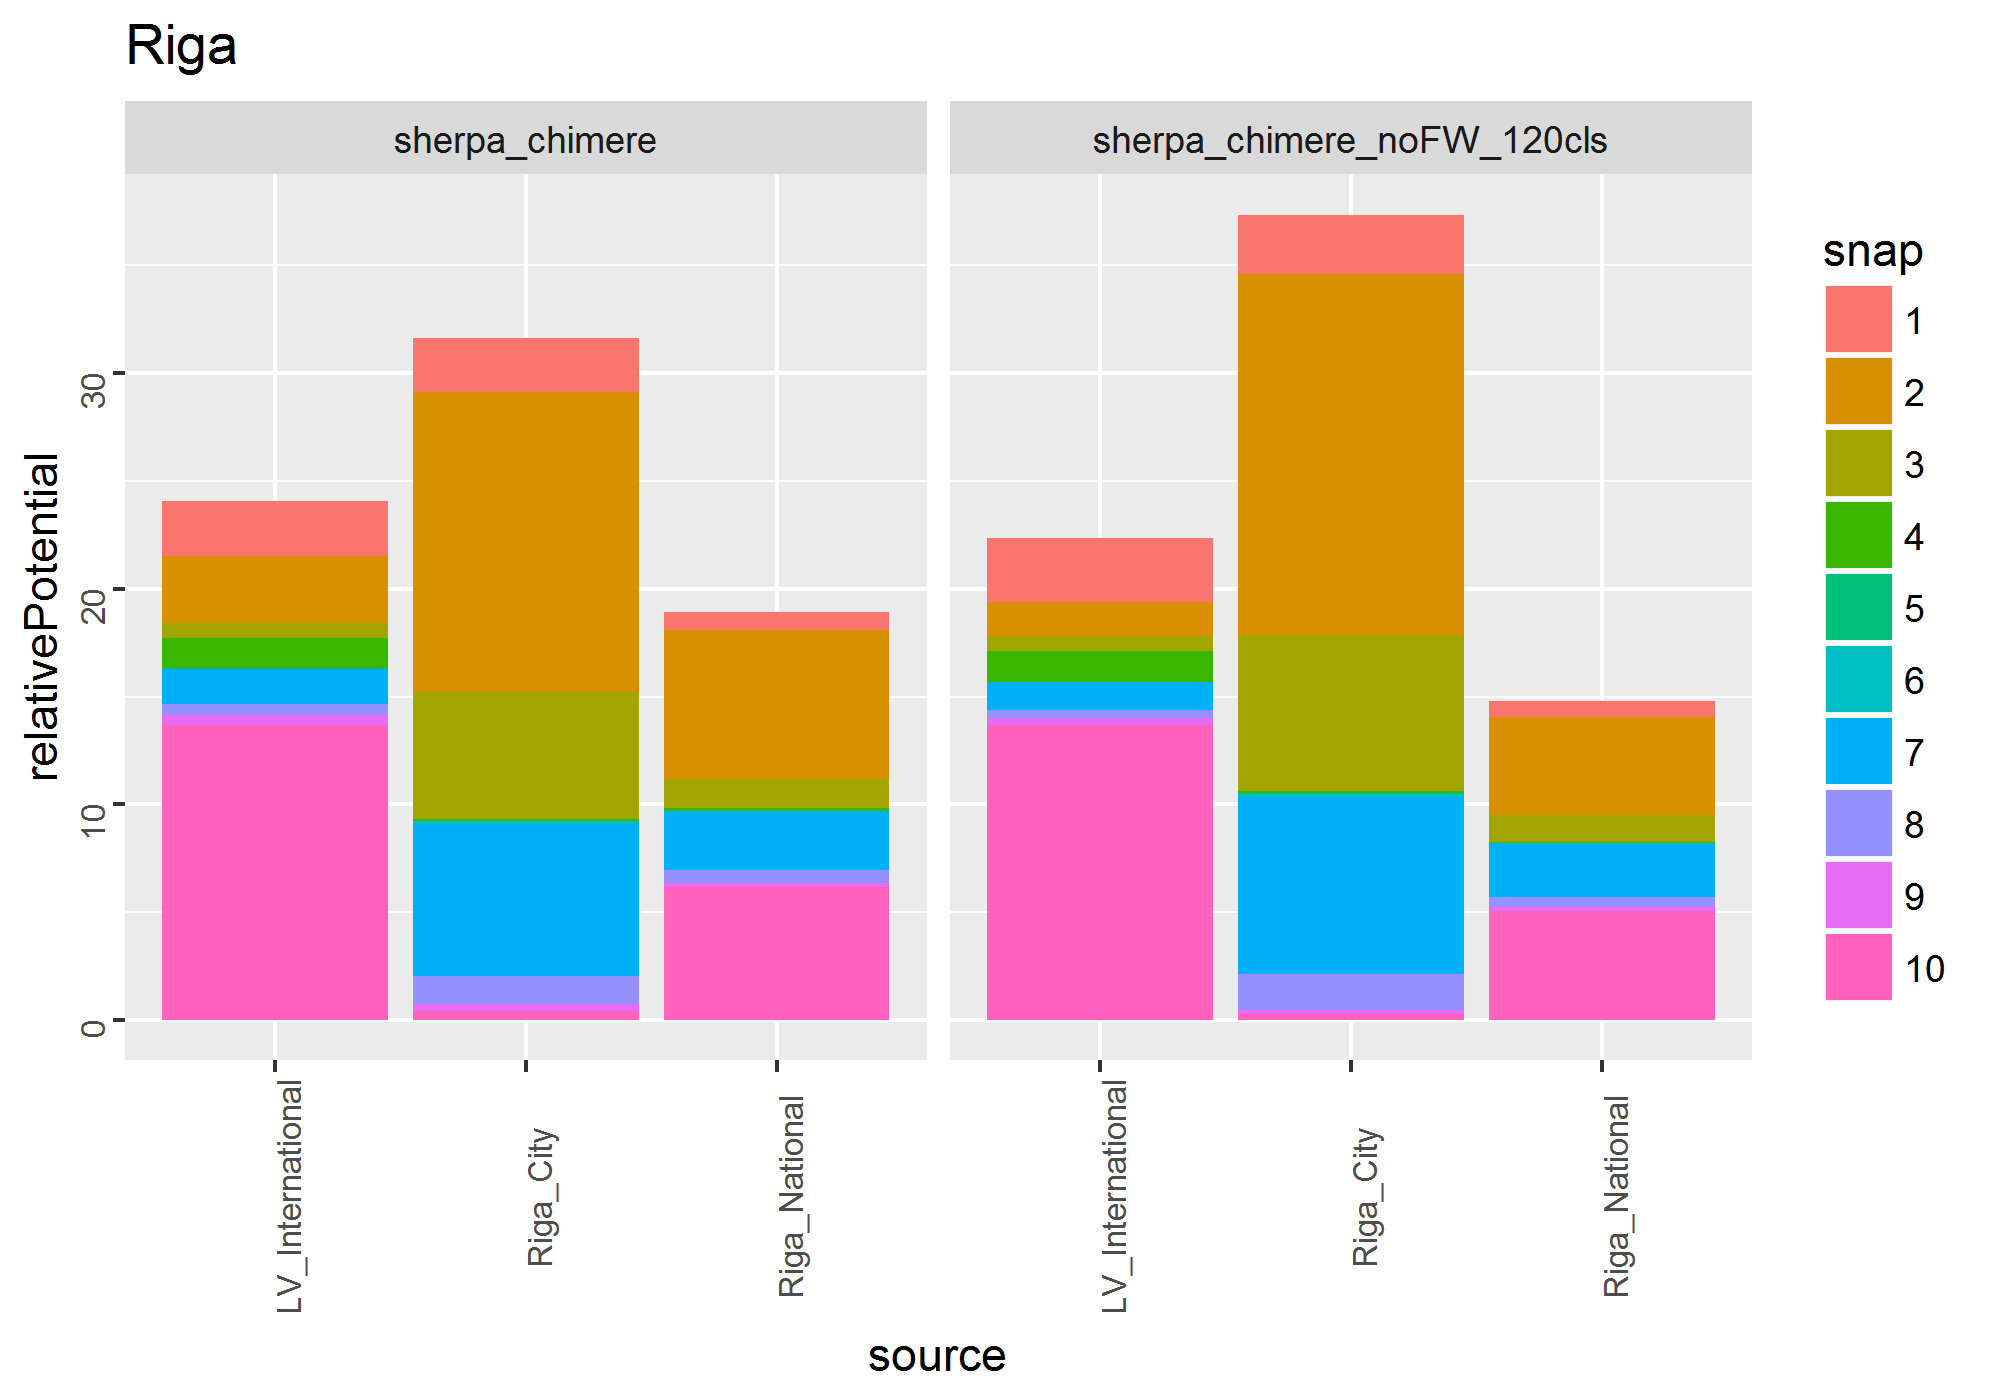 Riga
sherpa_chimere
sherpa_chimere_noFW_120cls
relativePotential
30
20
10
0
LV_International
Riga_City
Riga_National
LV_International
Riga_City
Riga_National
source
snap
1
2
3
4
5
6
7
8
9
10